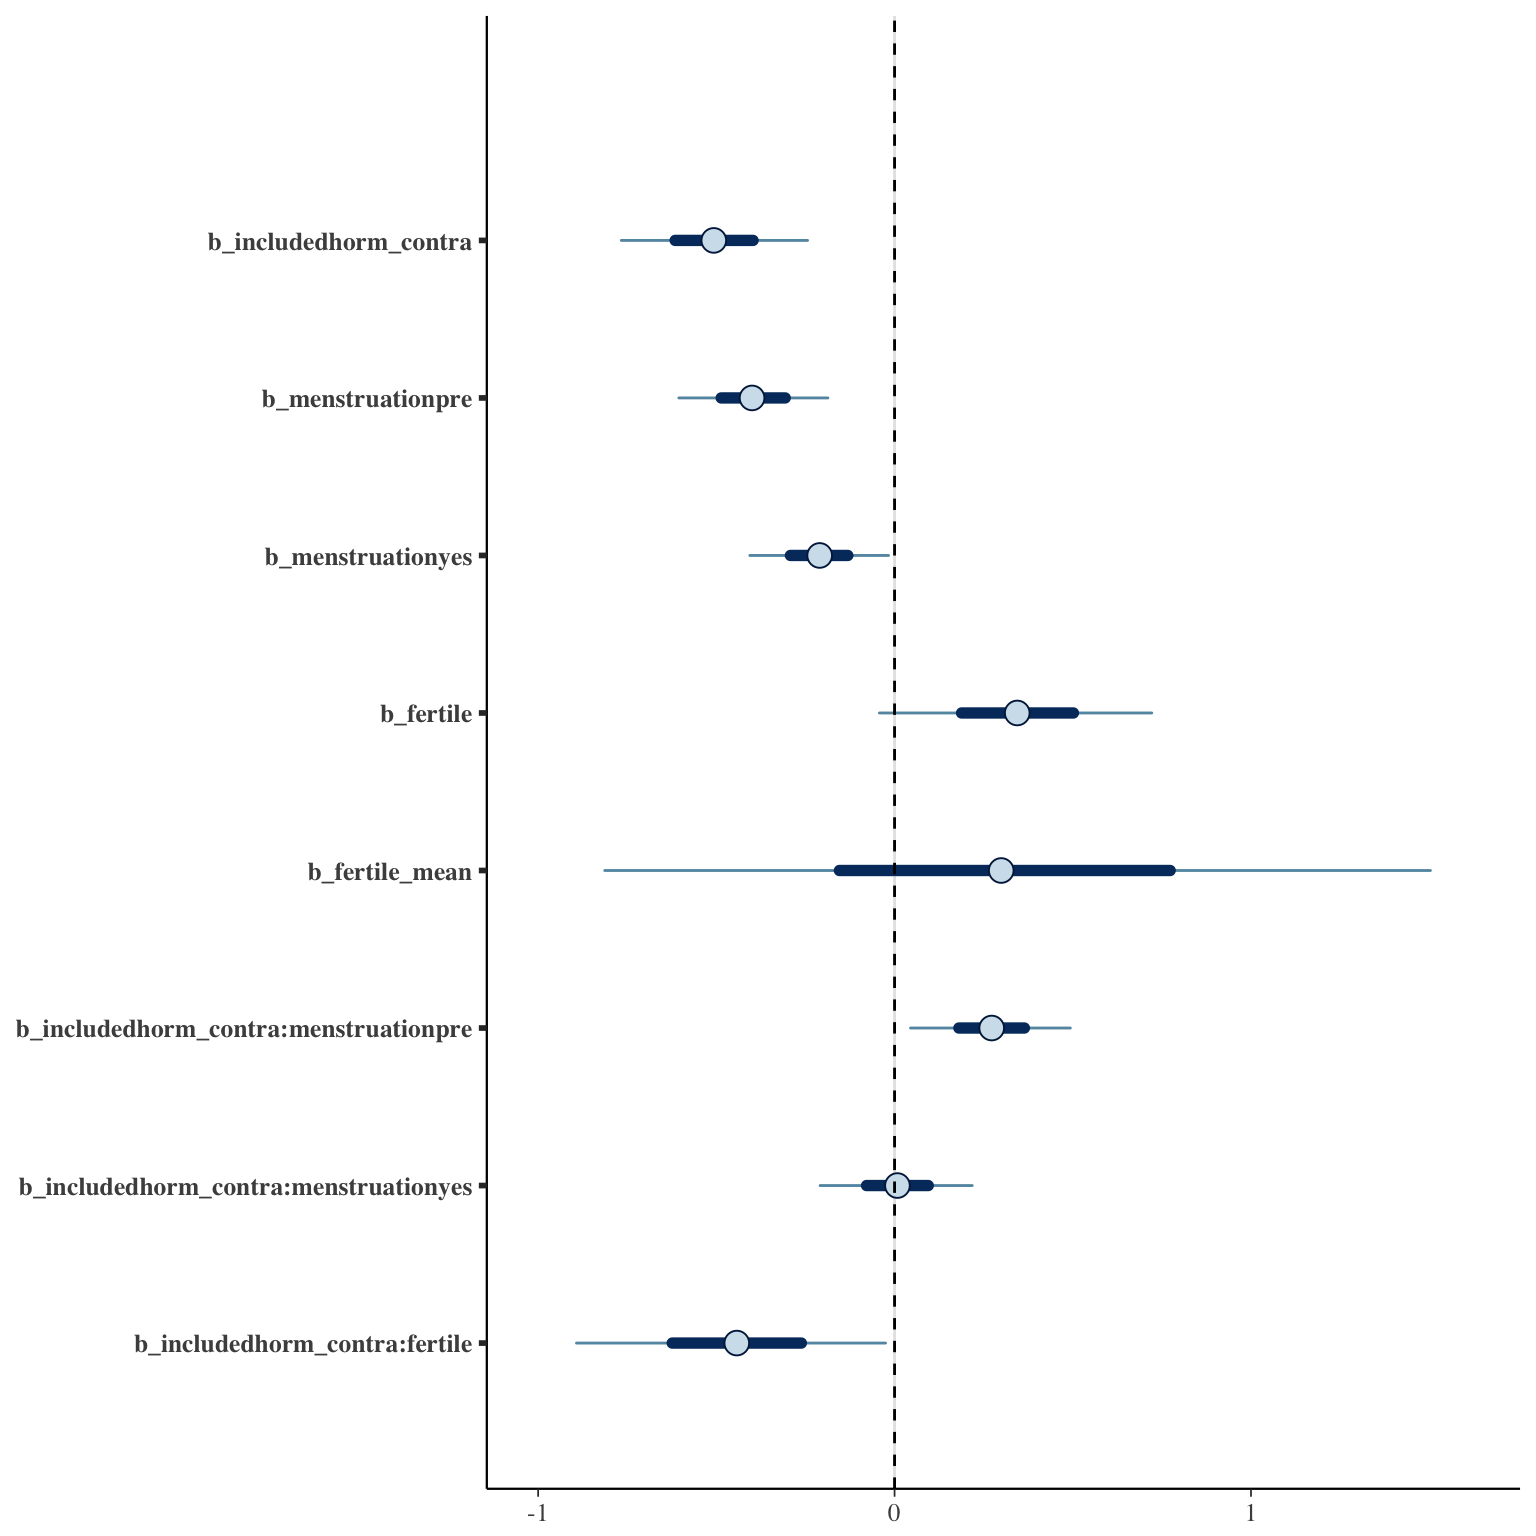 b_includedhorm_contra
b_menstruationpre
b_menstruationyes
b_fertile
b_fertile_mean
b_includedhorm_contra:menstruationpre
b_includedhorm_contra:menstruationyes
b_includedhorm_contra:fertile
-1 0 1